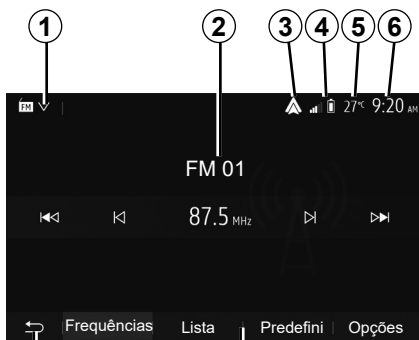 1 2 3 4 5 6
FM 27°C 9:20 AM
FM 01
87.5 MHz
Frequências Lista Predefini Opções